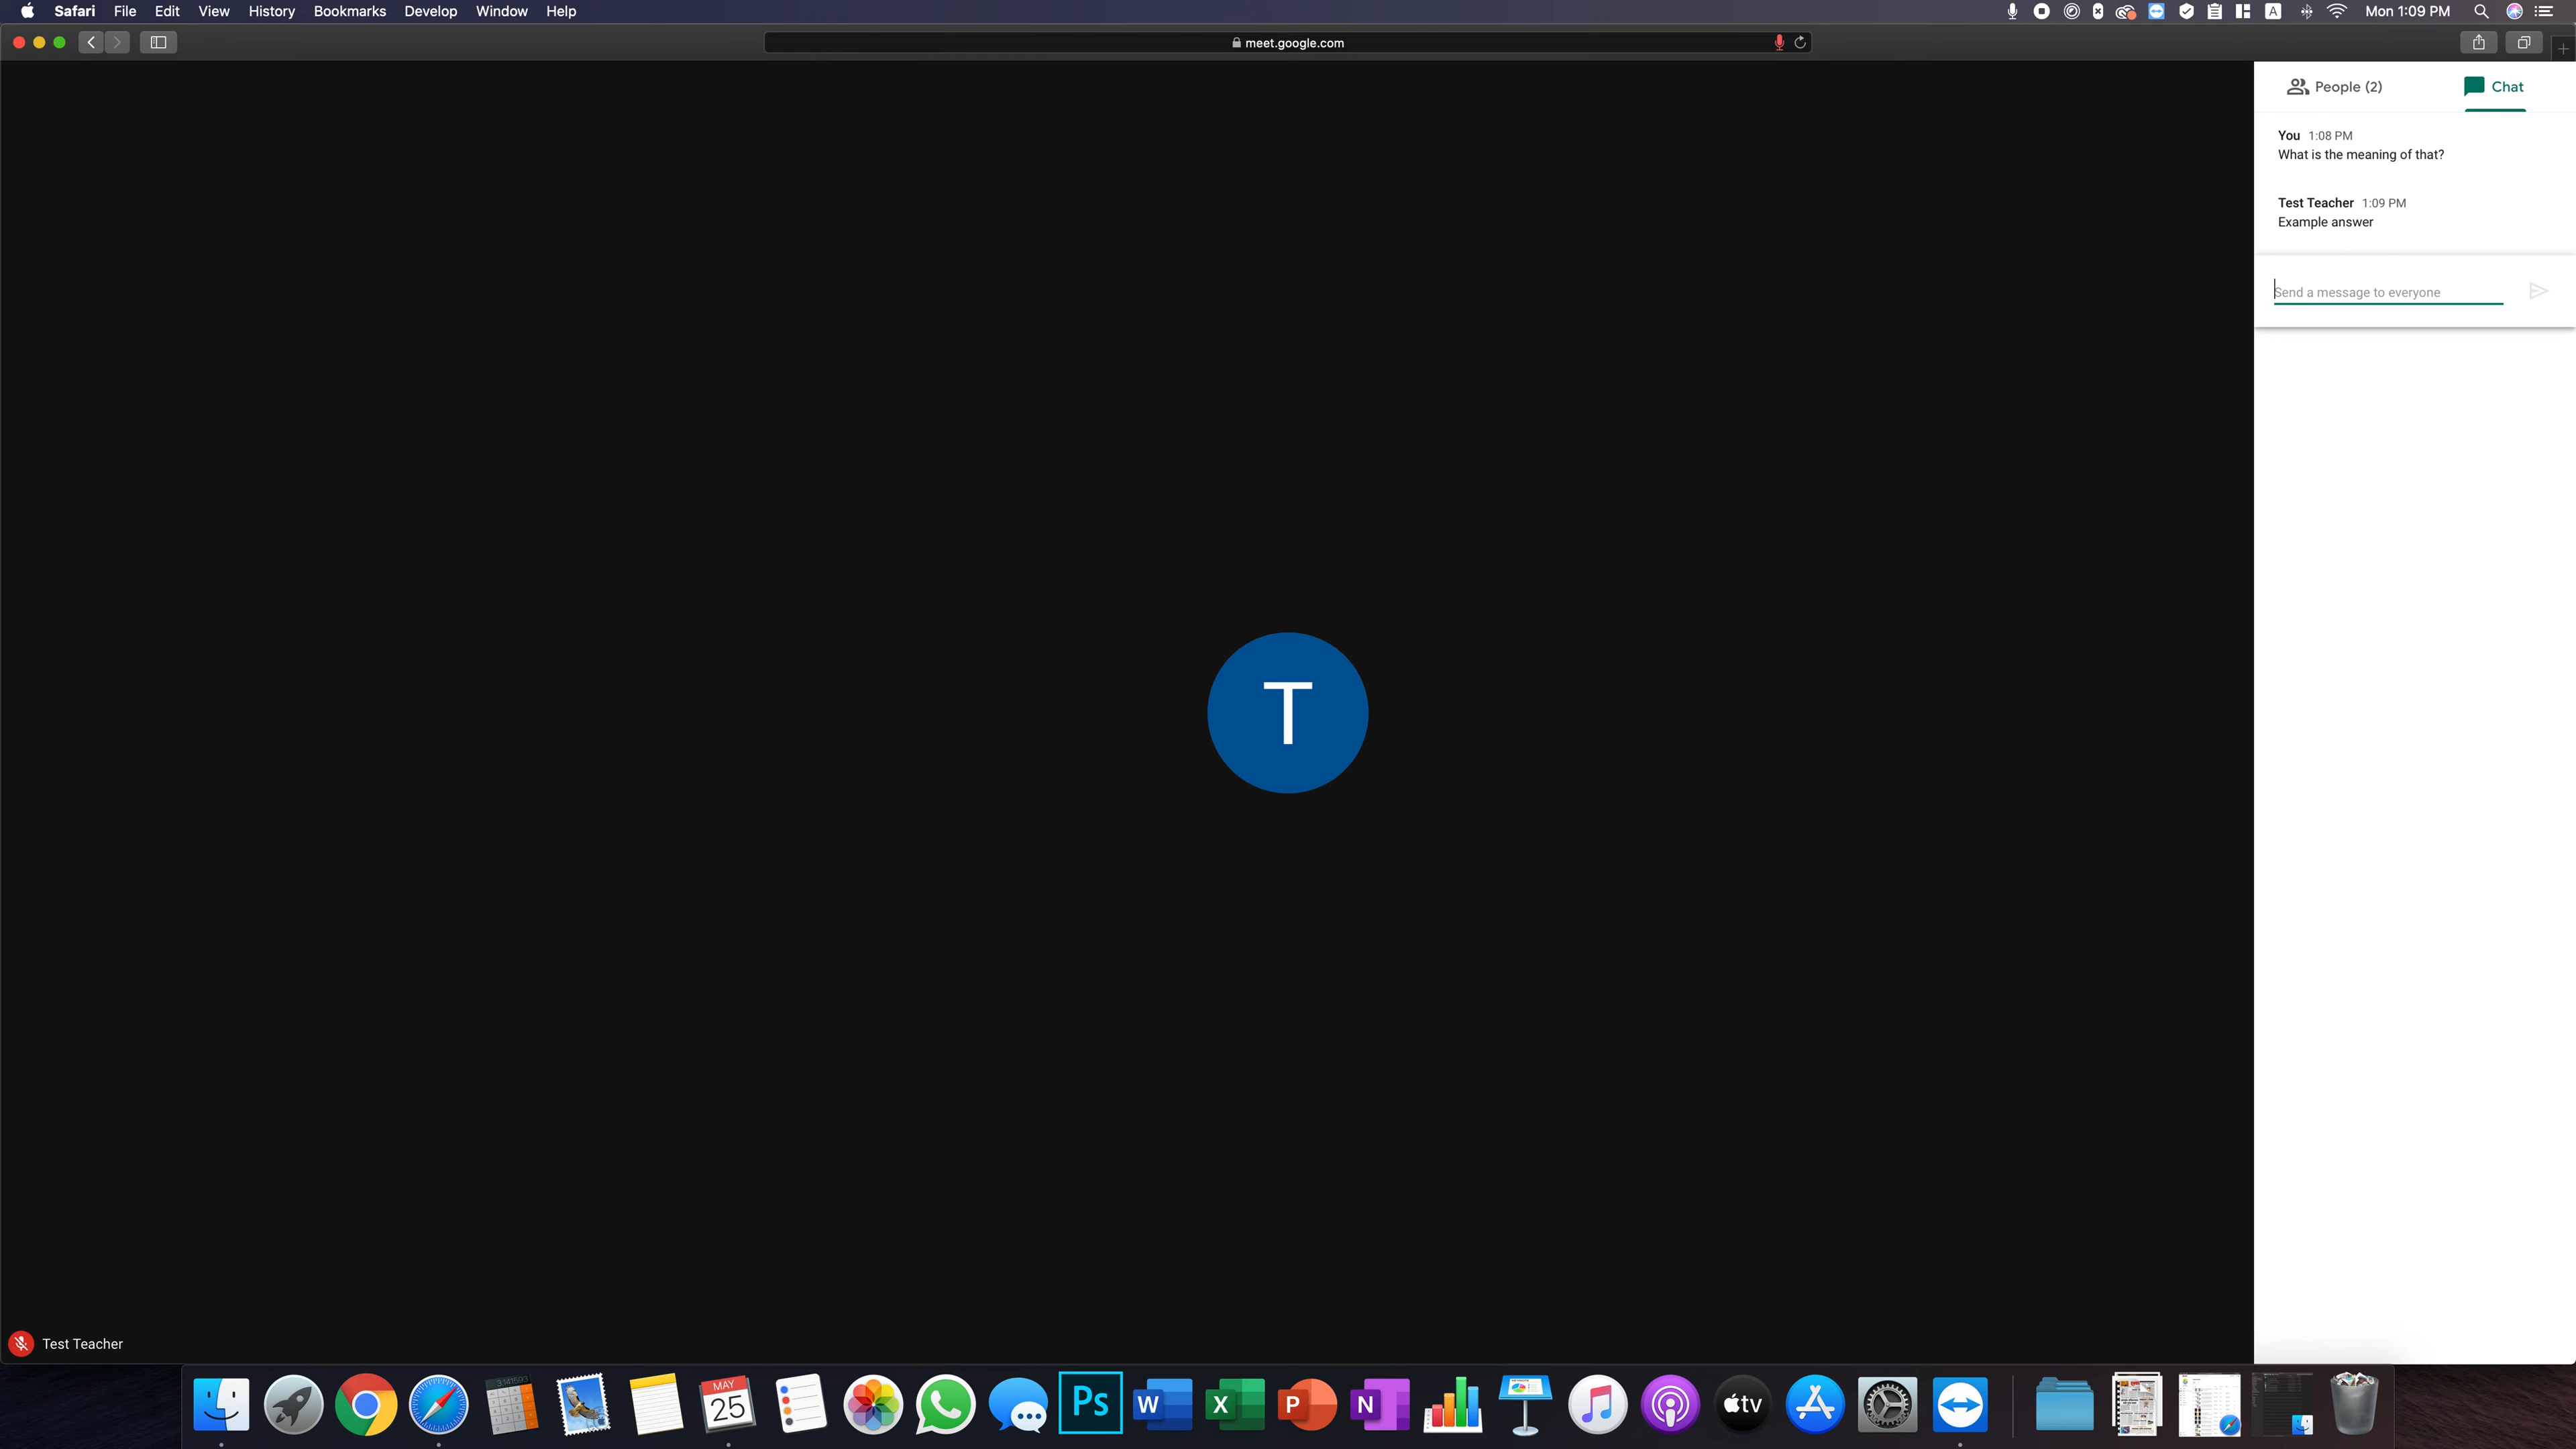 Safari File Edit View History Bookmarks Develop Window Help
A Mon 1:09 PM
meet.google.com
People (2) Chat
You 1:08 PM
What is the meaning of that?
Test Teacher 1:09 PM
Example answer
Send a message to everyone
T
Test Teacher
3.141593
MAY
25
Ps
W
X
P
N
tv